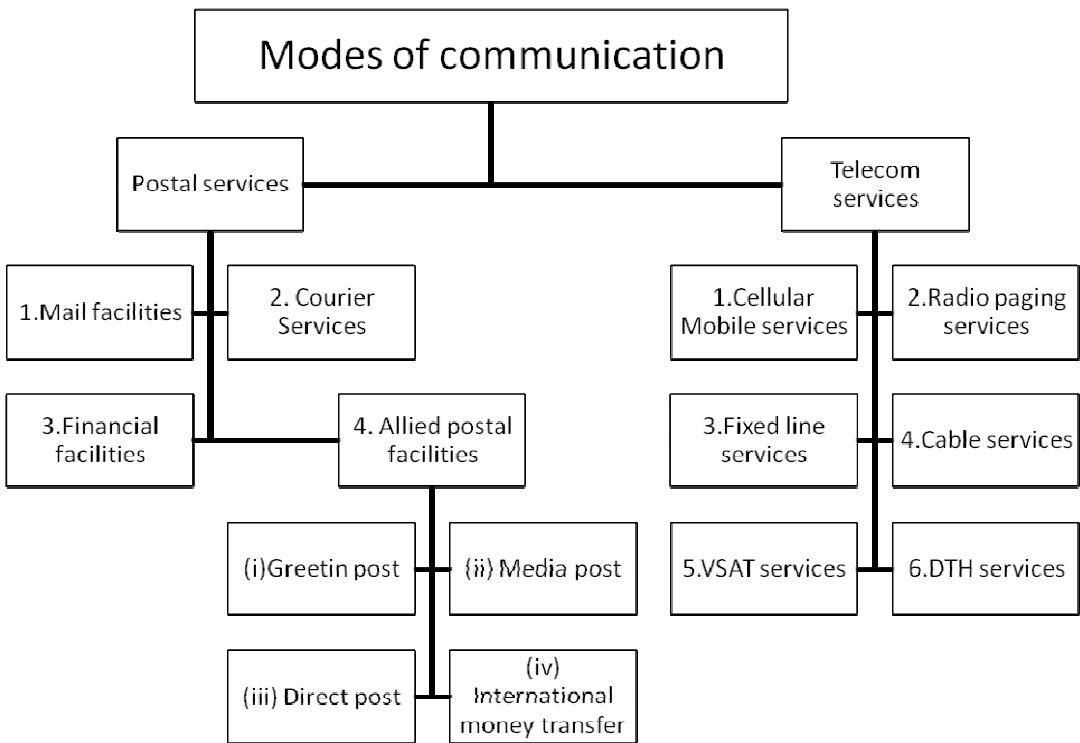 Modes of communication
Postal services
Telecom
services
1.Mail facilities
2. Courier
Services
3.Financial
facilities
4. Allied postal
facilities
(i)Greetin post
(ii) Media post
(iii) Direct post
(iv)
International
money transfer
1.Cellular
Mobile services
2.Radio paging
services
3.Fixed line
services
4.Cable services
5.VSAT services
6.DTH services